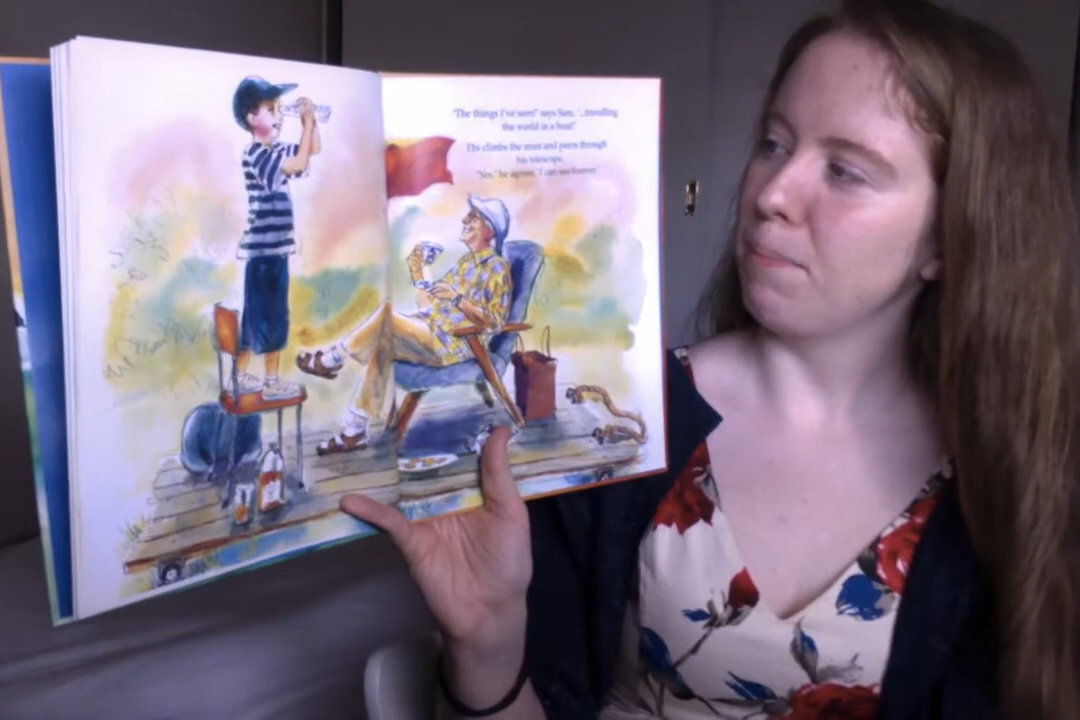 "The things I've seen!" says Sam, "...travelling
the world in a boat!"
Ebi climbs the mast and peers through
his telescope.
"Yes," he agrees. "I can see forever."